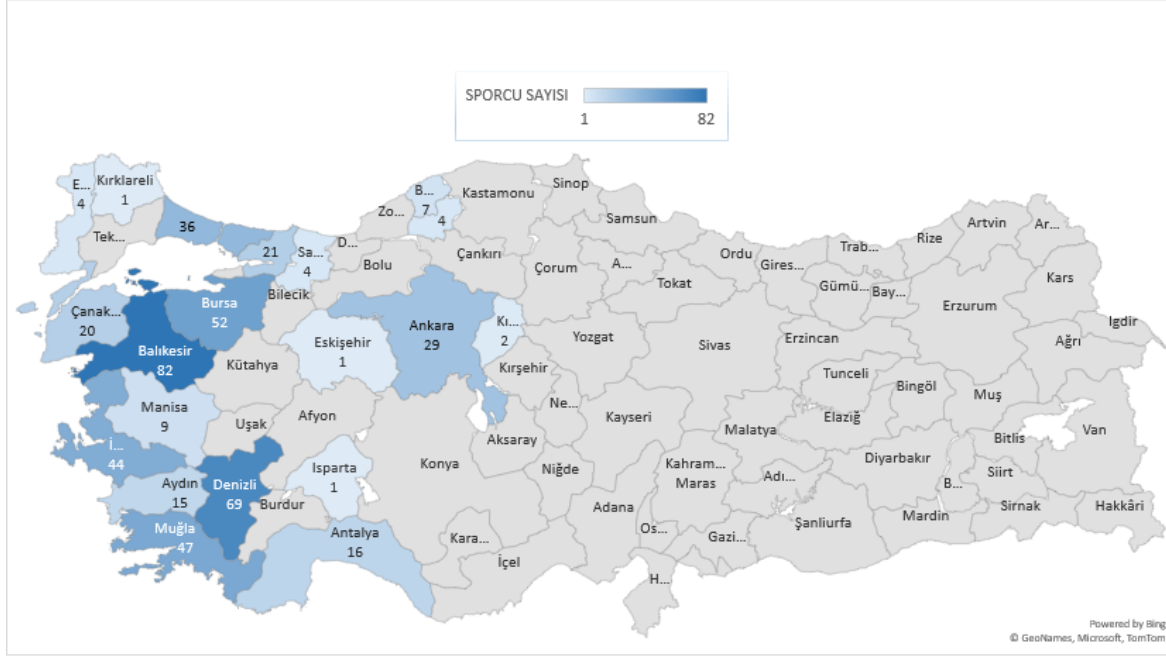 SPORCU SAYISI
1
82
E...
4
Kırklareli
1
Tek...
36
21
Sa...
4
D...
Zo...
B...
7
4
Kastamonu
Sinop
Samsun
Bolu
Çankırı
Çorum
A...
Tokat
Ordu
Gires...
Trab...
Gümü...
Bay...
Rize
Artvin
Ar...
Kars
Igdir
Ağrı
Erzurum
Erzincan
Çanak...
20
Bursa
52
Bilecik
Balıkesir
82
Kütahya
Eskişehir
1
Ankara
29
Kı...
2
Kırşehir
Yozgat
Sivas
Tunceli
Bingöl
Muş
Manisa
9
Uşak
Afyon
Ne...
Kayseri
Malatya
Elazığ
Bitlis
Van
İ...
44
Aydın
15
Denizli
69
Isparta
1
Burdur
Konya
Aksaray
Niğde
Kahram...
Maras
Adı...
Diyarbakır
B...
Siirt
Sirnak
Hakkâri
Muğla
47
Antalya
16
Kara...
İçel
Adana
Os...
Gazi...
Şanliurfa
Mardin
H...
Powered by Bing
© GeoNames, Microsoft, TomTom